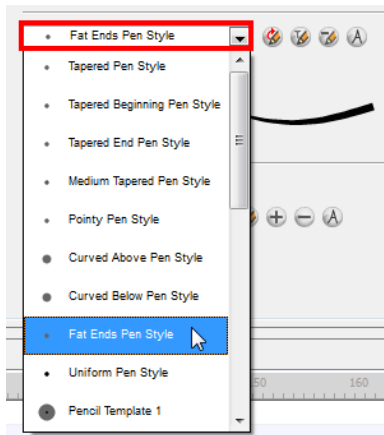 Fat Ends Pen Style
Tapered Pen Style
Tapered Beginning Pen Style
Tapered End Pen Style
Medium Tapered Pen Style
Pointy Pen Style
Curved Above Pen Style
Curved Below Pen Style
Fat Ends Pen Style
Uniform Pen Style
50 160
Pencil Template 1